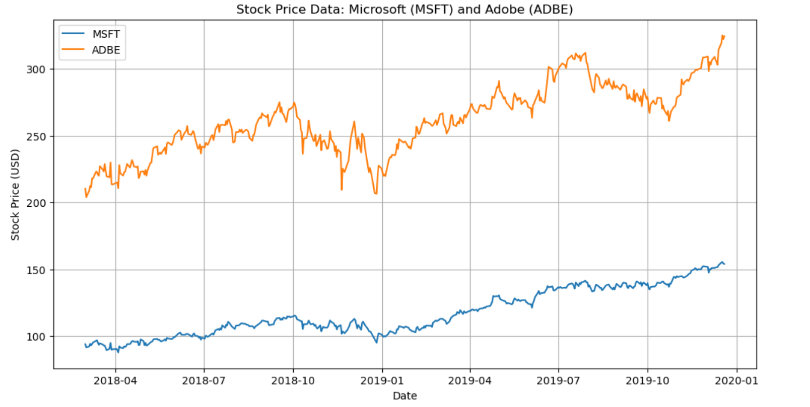 Stock Price Data: Microsoft (MSFT) and Adobe (ADBE)
MSFT
ADBE
Stock Price (USD)
300
250
200
150
100
2018-04 2018-07 2018-10 2019-01 2019-04 2019-07 2019-10 2020-01
Date